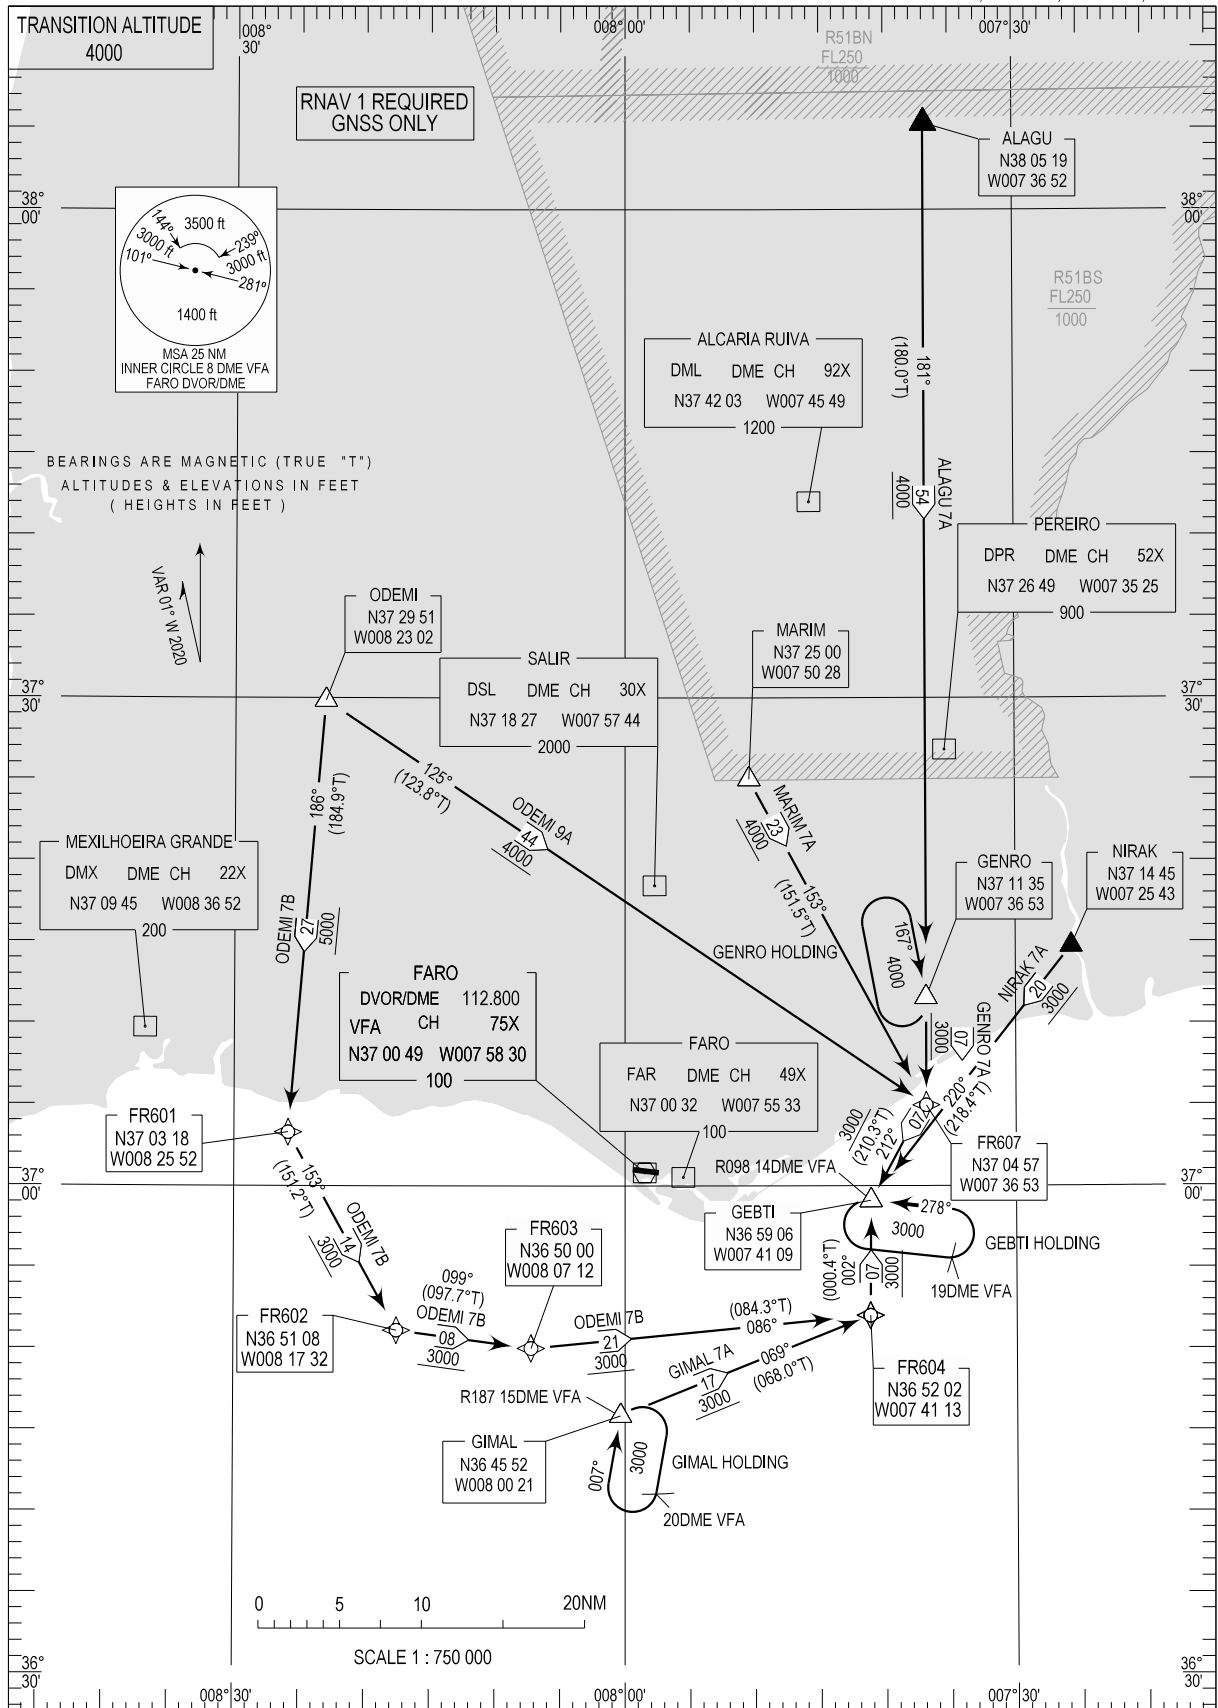 TRANSITION ALTITUDE
4000
008°
30'
008° 00'
007° 30'
R51BN
FL250
1000
RNAV 1 REQUIRED
GNSS ONLY
ALAGU
N38 05 19
W007 36 52
38°
00'
38°
00'
3500 ft
144°
3000 ft
101°
239°
3000 ft
281°
1400 ft
MSA 25 NM
INNER CIRCLE 8 DME VFA
FARO DVOR/DME
R51BS
FL250
1000
ALCARIA RUIVA
DML DME CH 92X
N37 42 03 W007 45 49
1200
181°
(180.0°T)
54
4000
ALAGU 7A
BEARINGS ARE MAGNETIC (TRUE "T")
ALTITUDES & ELEVATIONS IN FEET
( HEIGHTS IN FEET )
VAR 01° W 2020
PEREIRO
DPR DME CH 52X
N37 26 49 W007 35 25
900
ODEMI
N37 29 51
W008 23 02
MARIM
N37 25 00
W007 50 28
SALIR
DSL DME CH 30X
N37 18 27 W007 57 44
2000
37°
30'
37°
30'
186°
(184.9°T)
125°
(123.8°T)
ODEMI 9A
44
4000
MARIM 7A
23
4000
153°
(151.5°T)
MEXILHOEIRA GRANDE
DMX DME CH 22X
N37 09 45 W008 36 52
200
GENRO
N37 11 35
W007 36 53
NIRAK
N37 14 45
W007 25 43
ODEMI 7B
27
5000
GENRO HOLDING
167°
4000
NIRAK 7A
20
3000
FARO
DVOR/DME 112.800
VFA CH 75X
N37 00 49 W007 58 30
100
3000
07
GENRO 7A
FARO
FAR DME CH 49X
N37 00 32 W007 55 33
100
220°
(218.4°T)
FR601
N37 03 18
W008 25 52
3000
(210.3°T)
212°
07
FR607
N37 04 57
W007 36 53
R098 14DME VFA
37°
00'
37°
00'
153°
(151.2°T)
ODEMI 7B
14
3000
GEBTI
N36 59 06
W007 41 09
278°
3000
GEBTI HOLDING
19DME VFA
FR603
N36 50 00
W008 07 12
(000.4°T)
002°
07
3000
099°
(097.7°T)
ODEMI 7B
08
3000
FR602
N36 51 08
W008 17 32
ODEMI 7B
21
3000
(084.3°T)
086°
GIMAL 7A
17
3000
069°
(068.0°T)
FR604
N36 52 02
W007 41 13
R187 15DME VFA
GIMAL
N36 45 52
W008 00 21
007°
3000
GIMAL HOLDING
20DME VFA
0 5 10 20NM
SCALE 1 : 750 000
36°
30'
36°
30'
008° 30'
008° 00'
007° 30'